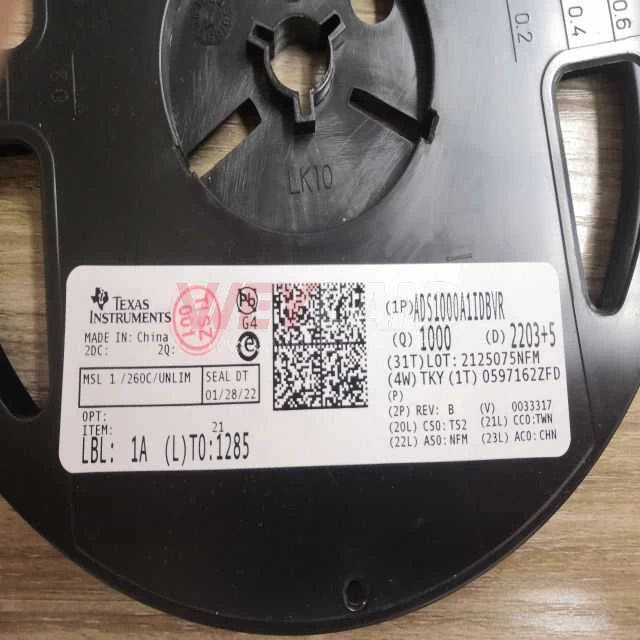 0.2
0.2
0.4
0.6
LK10
TEXAS
INSTRUMENTS
MADE IN: China
2DC: 2Q:
G4
MSL 1 /260C/UNLIM
SEAL DT
01/28/22
OPT:
ITEM: 21
LBL: 1A (L)TO:1285
(1P)ADS1000A1IDBVR
(Q) 1000 (D) 2203+5
(31T)LOT: 2125075NFM
(4W) TKY (1T) 0597162ZFD
(P)
(2P) REV: B (V) 0033317
(20L) CSO:TS2 (21L) CCO:TWN
(22L) ASO:NFM (23L) ACO:CHN